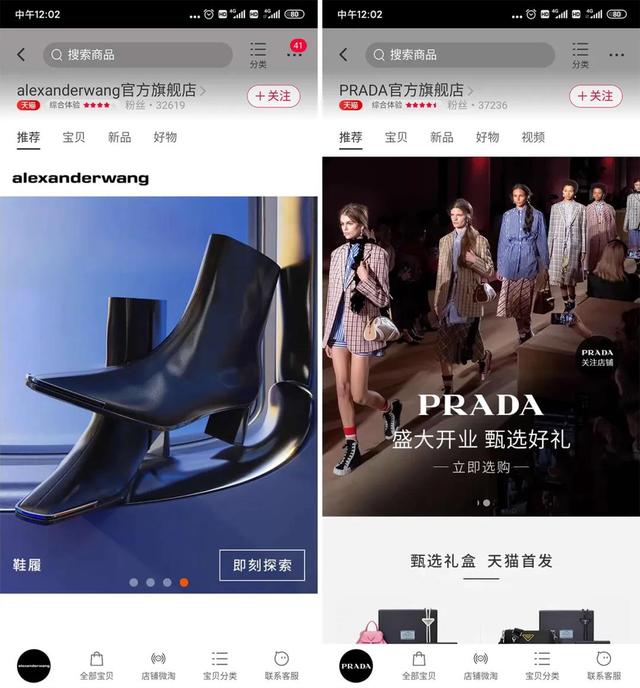 中午12:02
... 4G 4G 80
搜索商品
分类
41
alexanderwang官方旗舰店
+关注
天猫 综合体验 粉丝·32619
推荐 宝贝 新品 好物
alexanderwang
鞋履
即刻探索
alexanderwang
全部宝贝
店铺微淘
宝贝分类
联系客服
中午12:02
... 4G 4G 80
搜索商品
分类
PRADA官方旗舰店
+关注
天猫 综合体验 粉丝·37236
推荐 宝贝 新品 好物 视频
PRADA
关注店铺
PRADA
盛大开业 甄选好礼
立即选购
甄选礼盒 天猫首发
PRADA
全部宝贝
店铺微淘
宝贝分类
联系客服